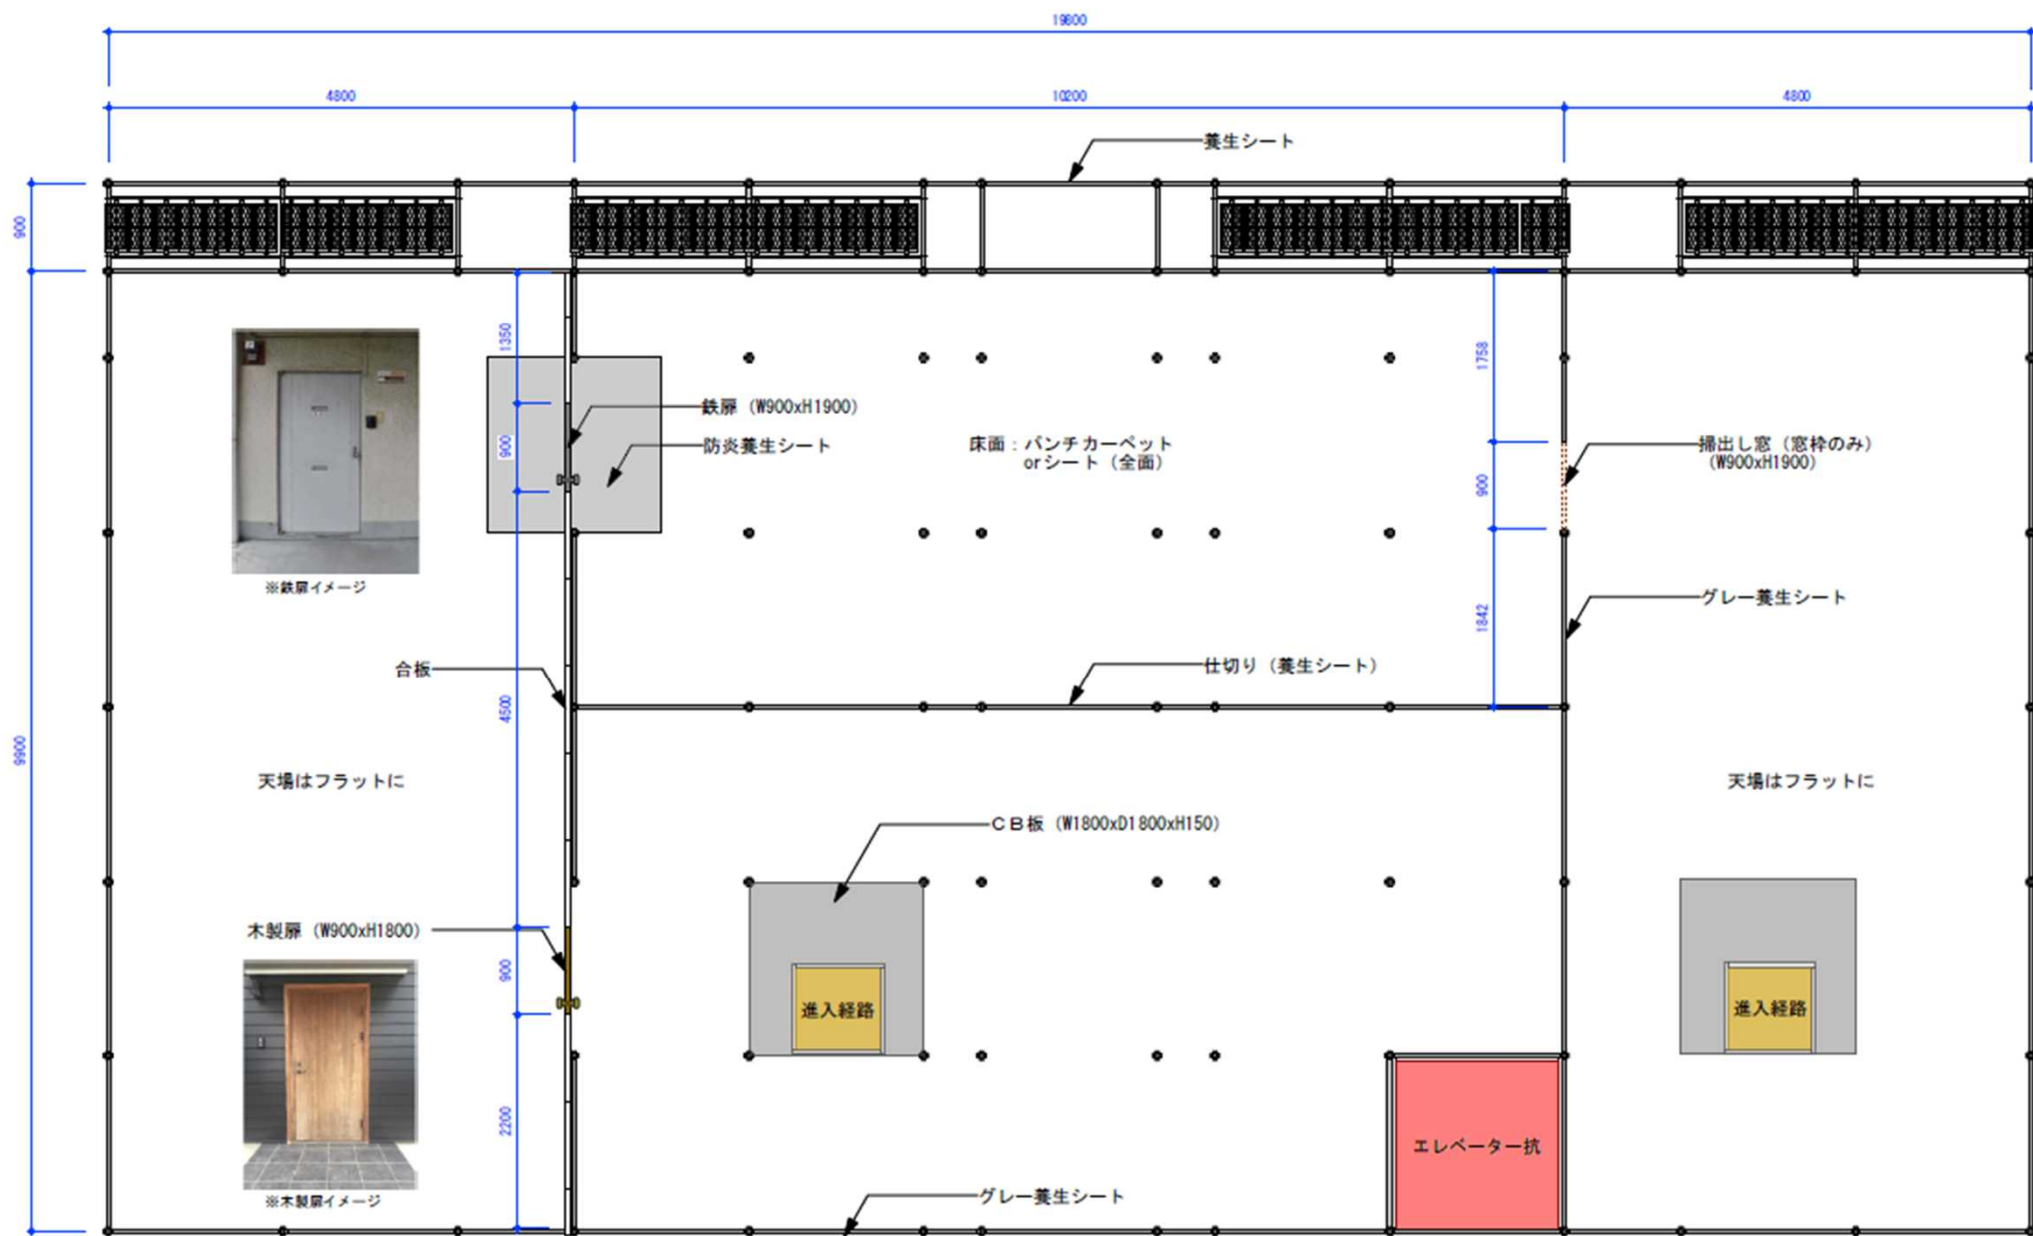 19800
4800
10200
4800
養生シート
900
1350
1758
鉄扉（W900xH1900）
900
防炎養生シート
床面：パンチカーペット
orシート（全面）
掃出し窓（窓枠のみ）
（W900xH1900）
900
※鉄扉イメージ
グレー養生シート
1842
合板
仕切り（養生シート）
4500
9900
天場はフラットに
天場はフラットに
ＣＢ板（W1800xD1800xH150）
木製扉（W900xH1800）
900
進入経路
進入経路
2200
エレベーター抗
※木製扉イメージ
グレー養生シート